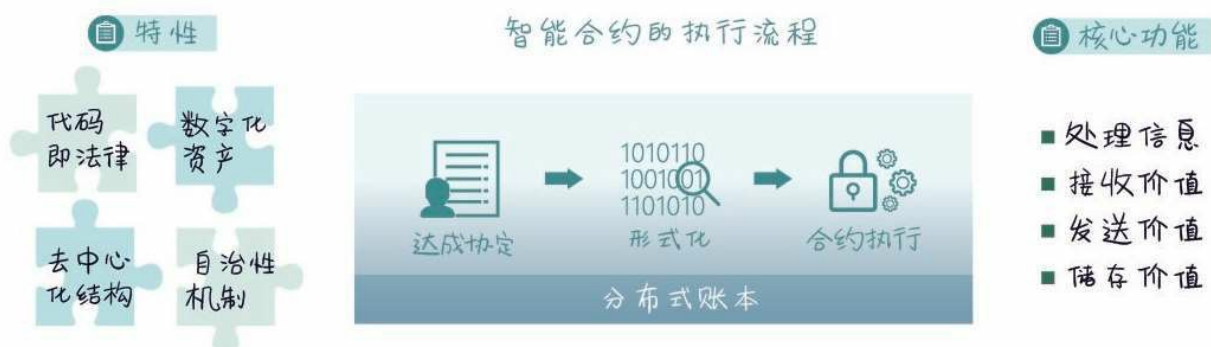 特性
代码
即法律
数字化
资产
去中心
化结构
自治性
机制
智能合约的执行流程
1010110
1001001
1101010
达成协定
形式化
合约执行
分布式账本
核心功能
处理信息
接收价值
发送价值
储存价值